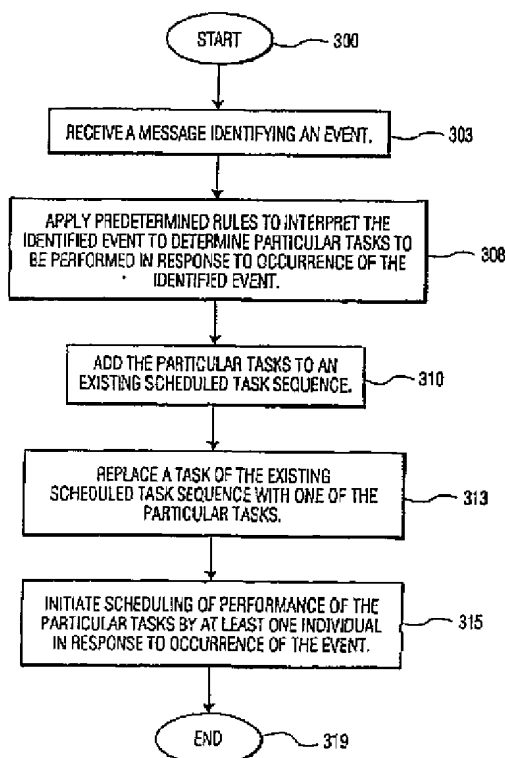 START
300
RECEIVE A MESSAGE IDENTIFYING AN EVENT.
303
APPLY PREDETERMINED RULES TO INTERPRET THE
IDENTIFIED EVENT TO DETERMINE PARTICULAR TASKS TO
BE PERFORMED IN RESPONSE TO OCCURRENCE OF THE
IDENTIFIED EVENT.
308
ADD THE PARTICULAR TASKS TO AN
EXISTING SCHEDULED TASK SEQUENCE.
310
REPLACE A TASK OF THE EXISTING
SCHEDULED TASK SEQUENCE WITH ONE OF THE
PARTICULAR TASKS.
313
INITIATE SCHEDULING OF PERFORMANCE OF THE
PARTICULAR TASKS BY AT LEAST ONE INDIVIDUAL
IN RESPONSE TO OCCURRENCE OF THE EVENT.
315
END
319